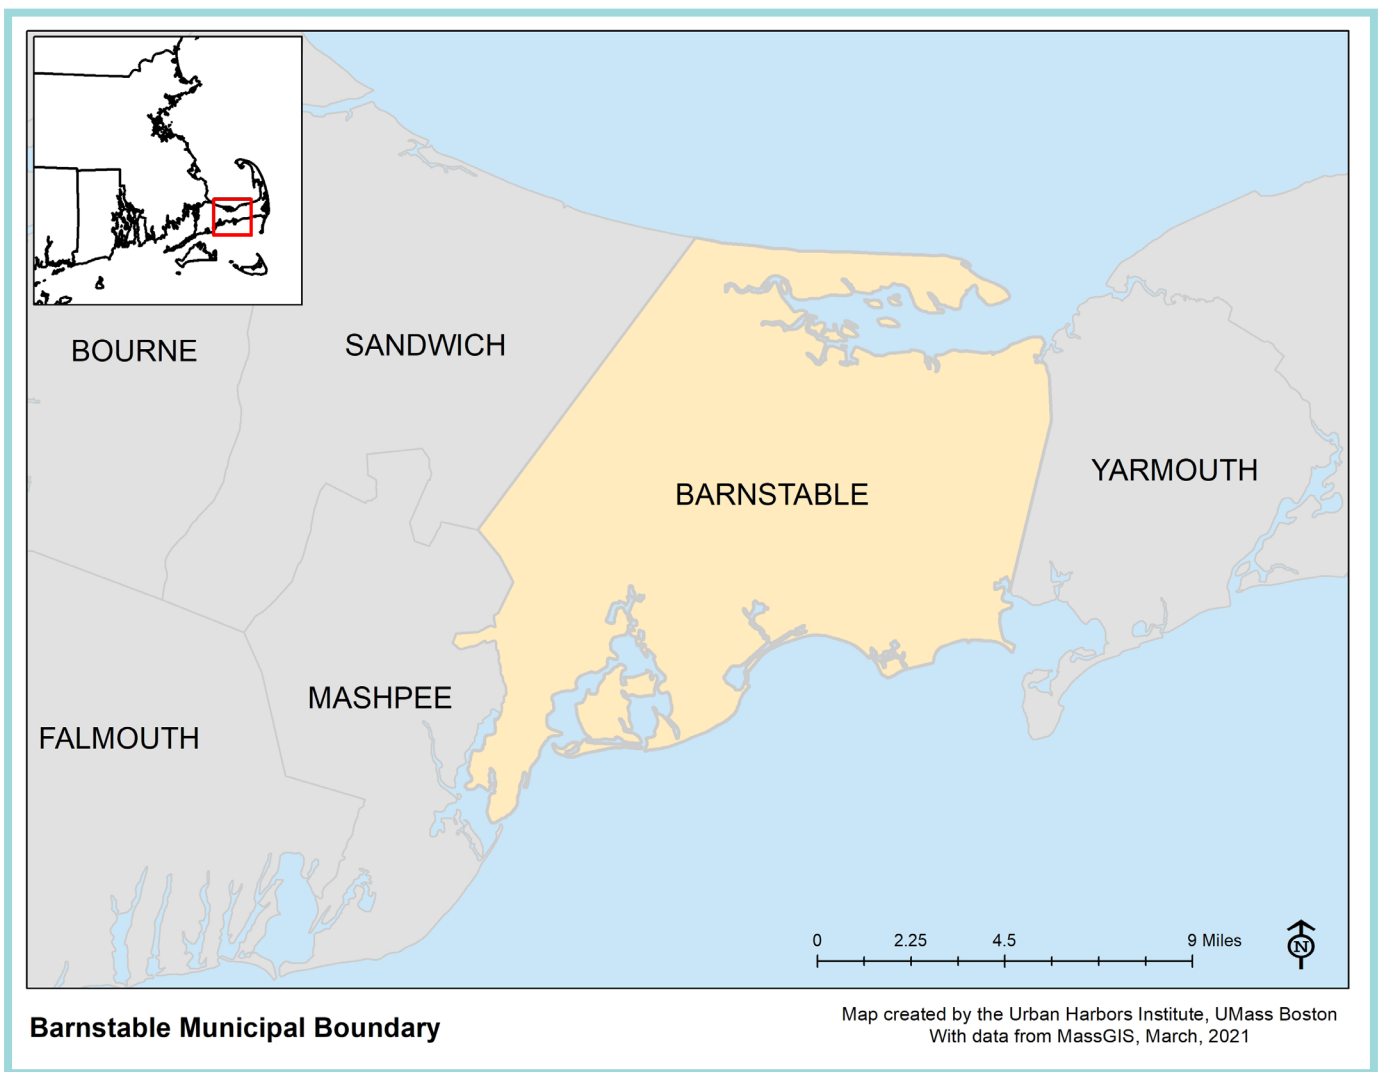 BOURNE
SANDWICH
YARMOUTH
BARNSTABLE
MASHPEE
FALMOUTH
0 2.25 4.5 9 Miles
N
Barnstable Municipal Boundary
Map created by the Urban Harbors Institute, UMass Boston
With data from MassGIS, March, 2021